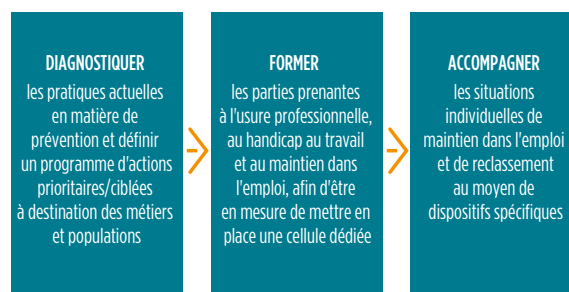 DIAGNOSTIQUER
les pratiques actuelles
en matière de
prévention et définir
un programme d'actions
prioritaires/ciblées
à destination des métiers
et populations
FORMER
les parties prenantes
à l'usure professionnelle,
au handicap au travail
et au maintien dans
l'emploi, afin d'être
en mesure de mettre en
place une cellule dédiée
ACCOMPAGNER
les situations
individuelles de
maintien dans l'emploi
et de reclassement
au moyen de
dispositifs spécifiques